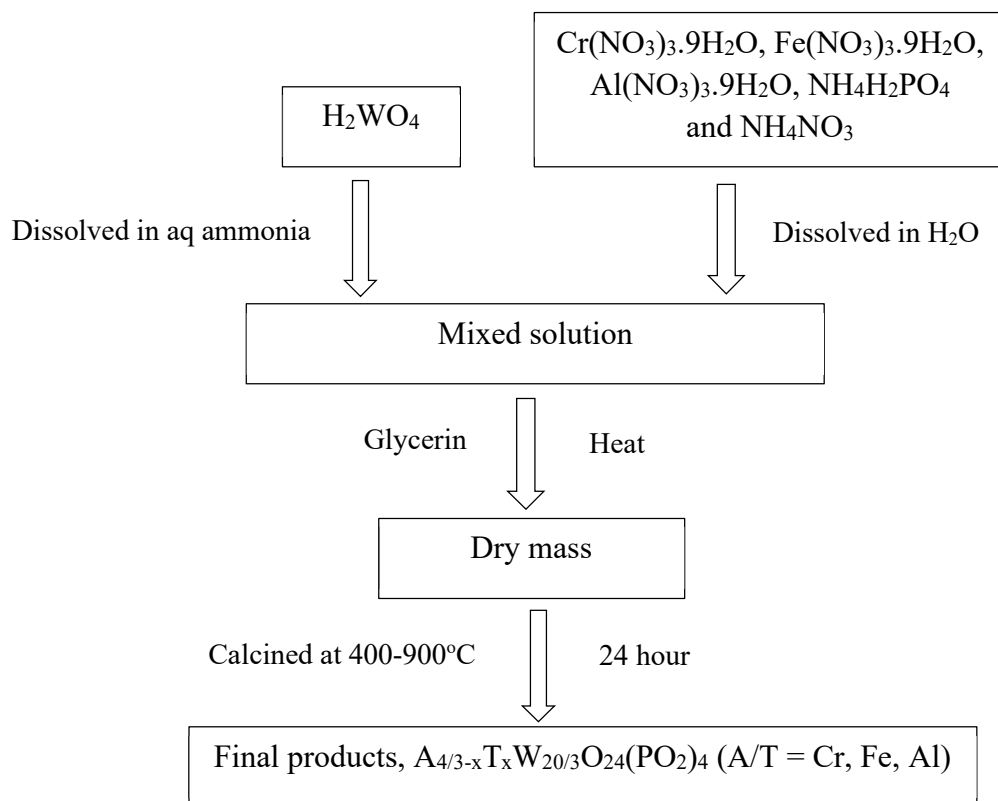 H₂WO₄
Cr(NO₃)₃.9H₂O, Fe(NO₃)₃.9H₂O,
Al(NO₃)₃.9H₂O, NH₄H₂PO₄
and NH₄NO₃
Dissolved in aq ammonia
Dissolved in H₂O
Mixed solution
Glycerin
Heat
Dry mass
Calcined at 400-900ºC
24 hour
Final products, A₄/₃₋ₓTₓW₂₀/₃O₂₄(PO₂)₄ (A/T = Cr, Fe, Al)